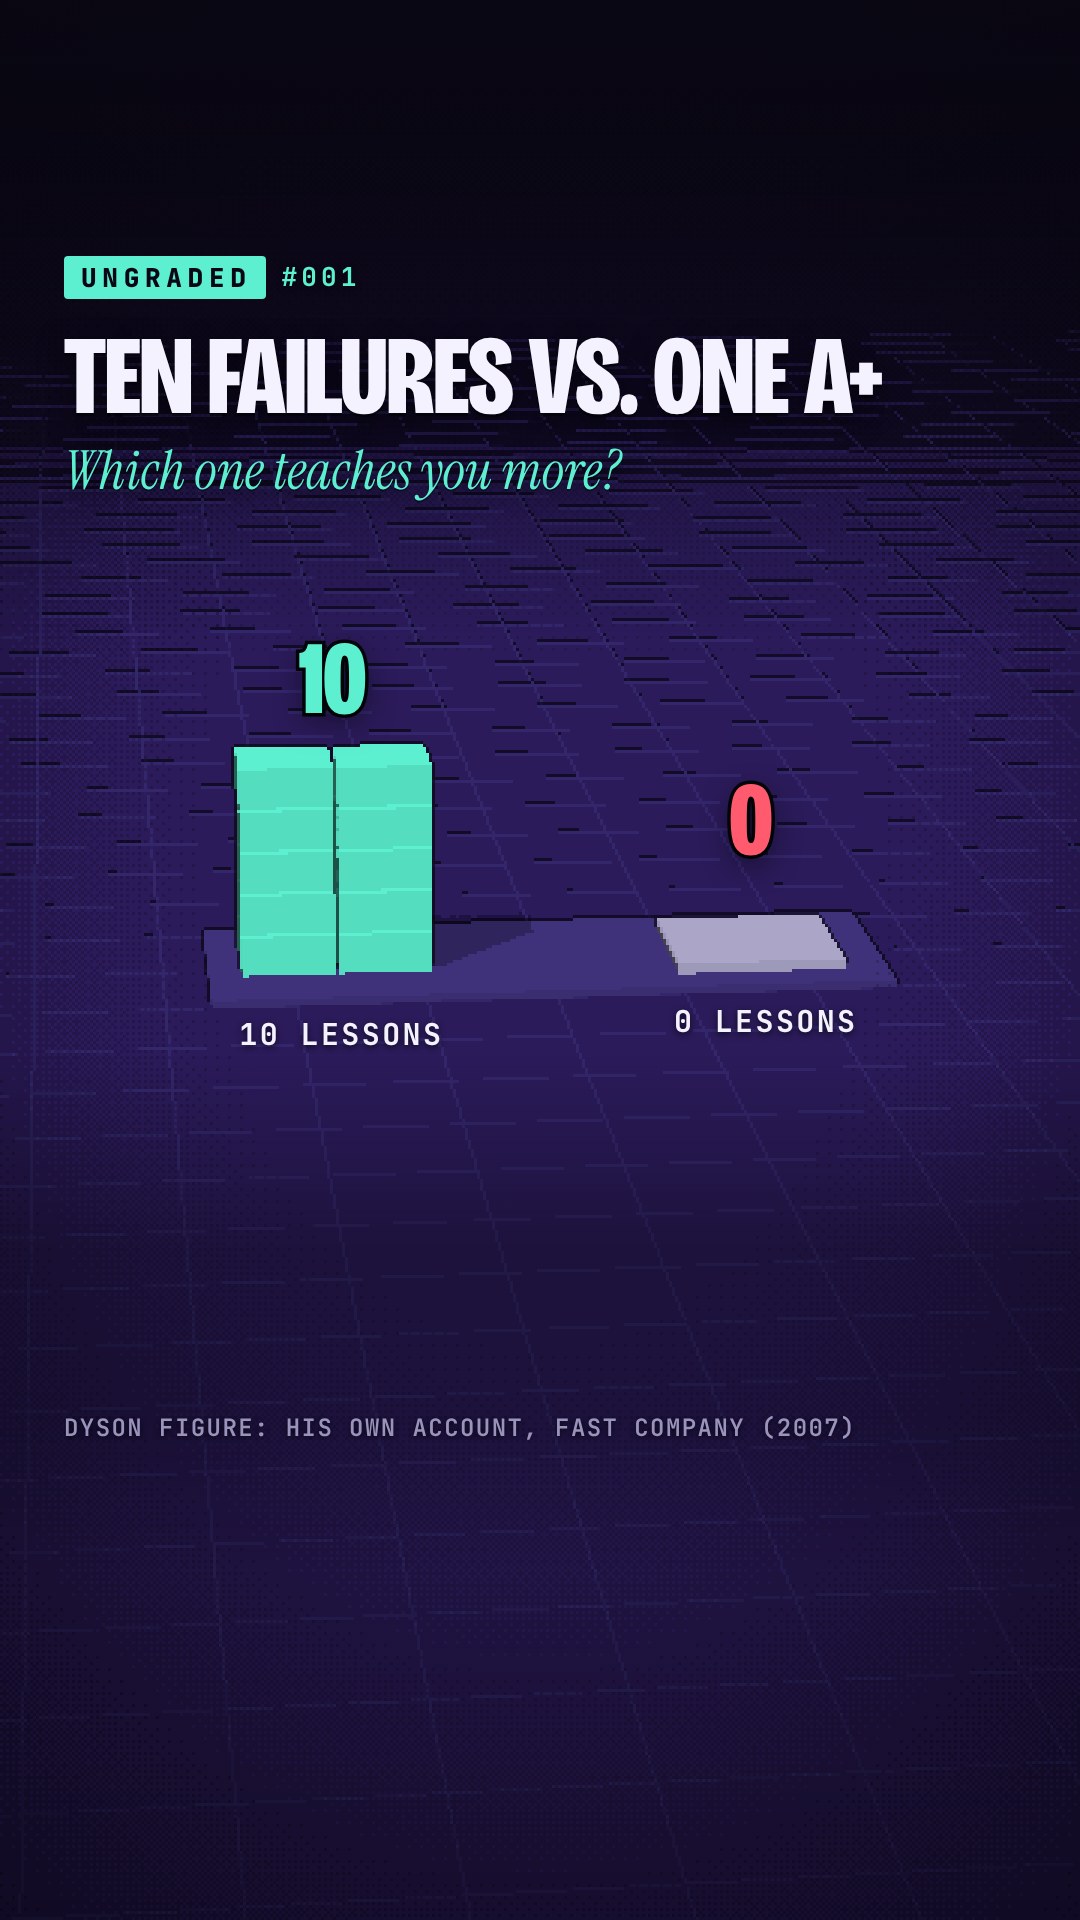 UNGRADED #001
TEN FAILURES VS. ONE A+
Which one teaches you more?
10
0
10 LESSONS
0 LESSONS
DYSON FIGURE: HIS OWN ACCOUNT, FAST COMPANY (2007)